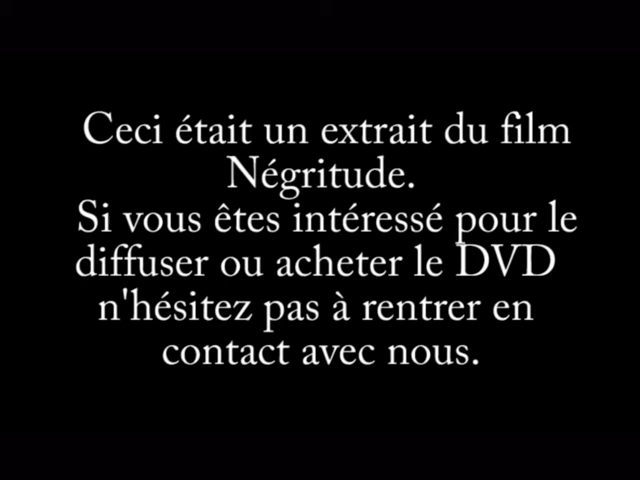 Ceci était un extrait du film
Négritude.
Si vous êtes intéressé pour le
diffuser ou acheter le DVD
n'hésitez pas à rentrer en
contact avec nous.